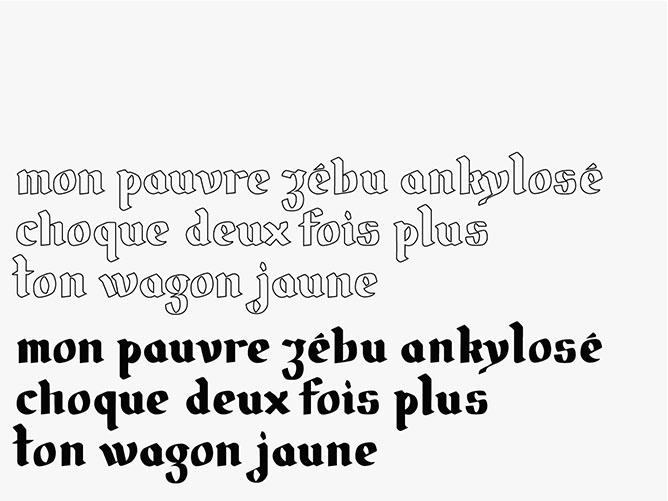 mon pauvre zébu ankylosé
choque deux fois plus
ton wagon jaune
mon pauvre zébu ankylosé
choque deux fois plus
ton wagon jaune